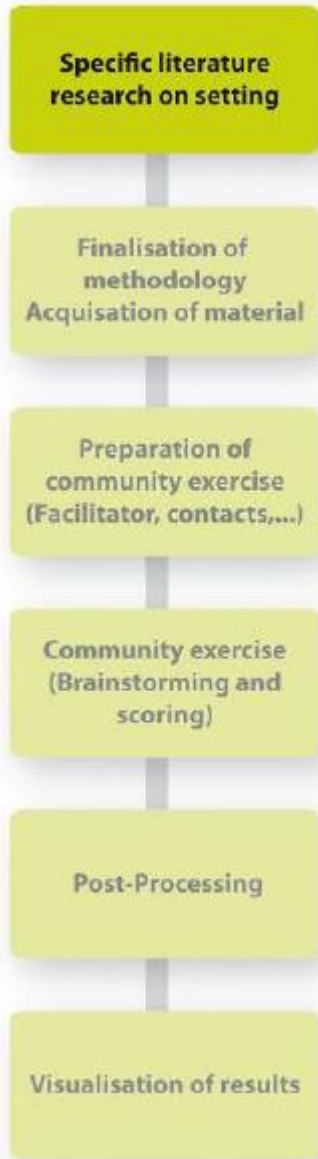 Specific literature
research on setting
Finalisation of
methodology
Acquisation of material
Preparation of
community exercise
(Facilitator, contacts,...)
Community exercise
(Brainstorming and
scoring)
Post-Processing
Visualisation of results